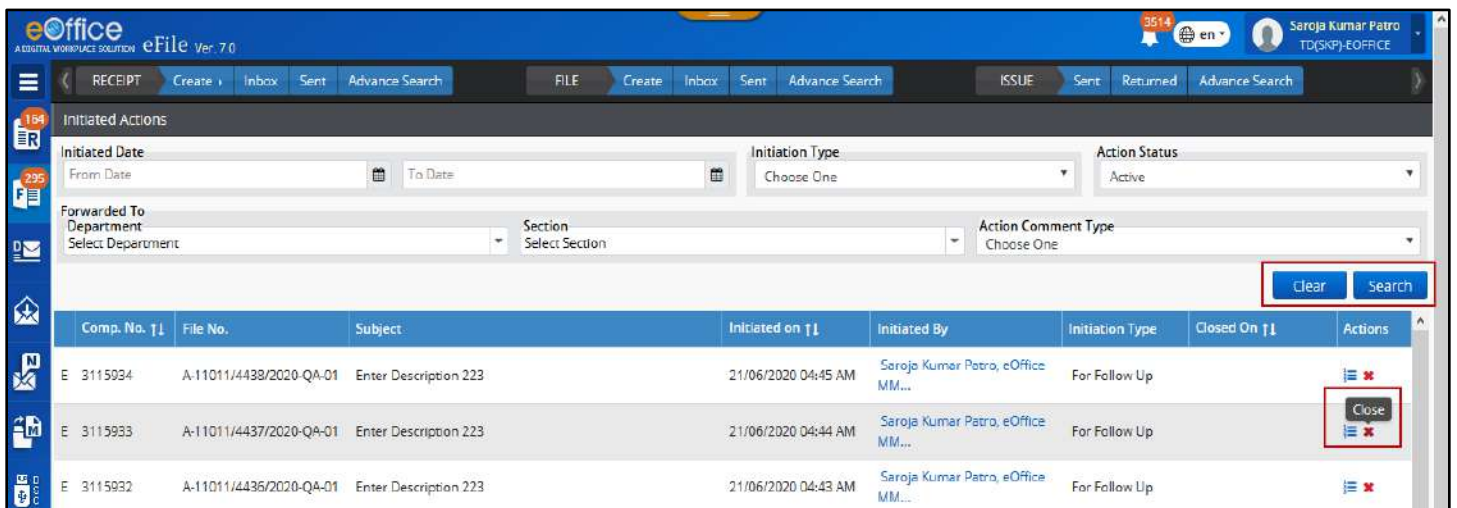 eOffice
A DIGITAL WORKPLACE SOLUTION eFile Ver. 7.0
3514
en
Saroja Kumar Patro
TD(SKP)-EOFFICE
RECEIPT Create Inbox Sent Advance Search FILE Create Inbox Sent Advance Search ISSUE Sent Returned Advance Search
164
R
Initiated Actions
Initiated Date Initiation Type Action Status
From Date To Date Choose One Active
295
F
Forwarded To
Department Section Action Comment Type
Select Department Select Section Choose One
D
Clear Search
Comp. No. File No. Subject Initiated on Initiated By Initiation Type Closed On Actions
E 3115934 A-11011/4438/2020-QA-01 Enter Description 223 21/06/2020 04:45 AM Saroja Kumar Patro, eOffice MM... For Follow Up
N
Close
E 3115933 A-11011/4437/2020-QA-01 Enter Description 223 21/06/2020 04:44 AM Saroja Kumar Patro, eOffice MM... For Follow Up
M
E 3115932 A-11011/4436/2020-QA-01 Enter Description 223 21/06/2020 04:43 AM Saroja Kumar Patro, eOffice MM... For Follow Up